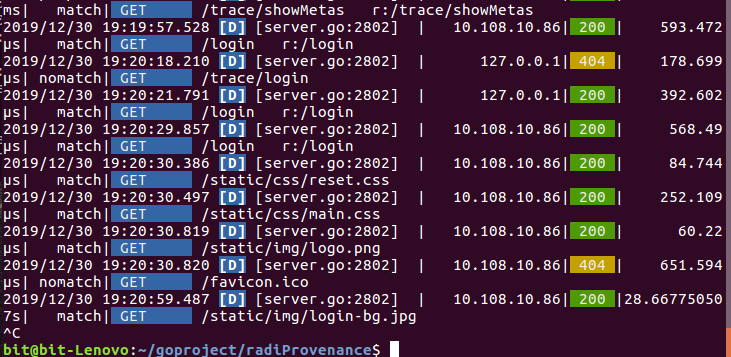 ms|   match| GET      /trace/showMetas   r:/trace/showMetas
2019/12/30 19:19:57.528 [D] [server.go:2802]  |   10.108.10.86| 200 |    593.472
µs|   match| GET      /login   r:/login
2019/12/30 19:20:18.210 [D] [server.go:2802]  |      127.0.0.1| 404 |    178.699
µs| nomatch| GET      /trace/login
2019/12/30 19:20:21.791 [D] [server.go:2802]  |      127.0.0.1| 200 |    392.602
µs|   match| GET      /login   r:/login
2019/12/30 19:20:29.857 [D] [server.go:2802]  |   10.108.10.86| 200 |     568.49
µs|   match| GET      /login   r:/login
2019/12/30 19:20:30.386 [D] [server.go:2802]  |   10.108.10.86| 200 |     84.744
µs|   match| GET      /static/css/reset.css
2019/12/30 19:20:30.497 [D] [server.go:2802]  |   10.108.10.86| 200 |    252.109
µs|   match| GET      /static/css/main.css
2019/12/30 19:20:30.819 [D] [server.go:2802]  |   10.108.10.86| 200 |      60.22
µs|   match| GET      /static/img/logo.png
2019/12/30 19:20:30.820 [D] [server.go:2802]  |   10.108.10.86| 404 |    651.594
µs| nomatch| GET      /favicon.ico
2019/12/30 19:20:59.487 [D] [server.go:2802]  |   10.108.10.86| 200 |28.66775050
7s|   match| GET      /static/img/login-bg.jpg
^C
bit@bit-Lenovo:~/goproject/radiProvenance$